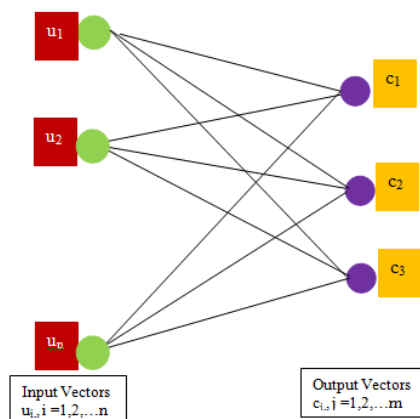 u1
c1
u2
c2
c3
un
Input Vectors
ui., i =1,2,…n
Output Vectors
ci., j =1,2,…m